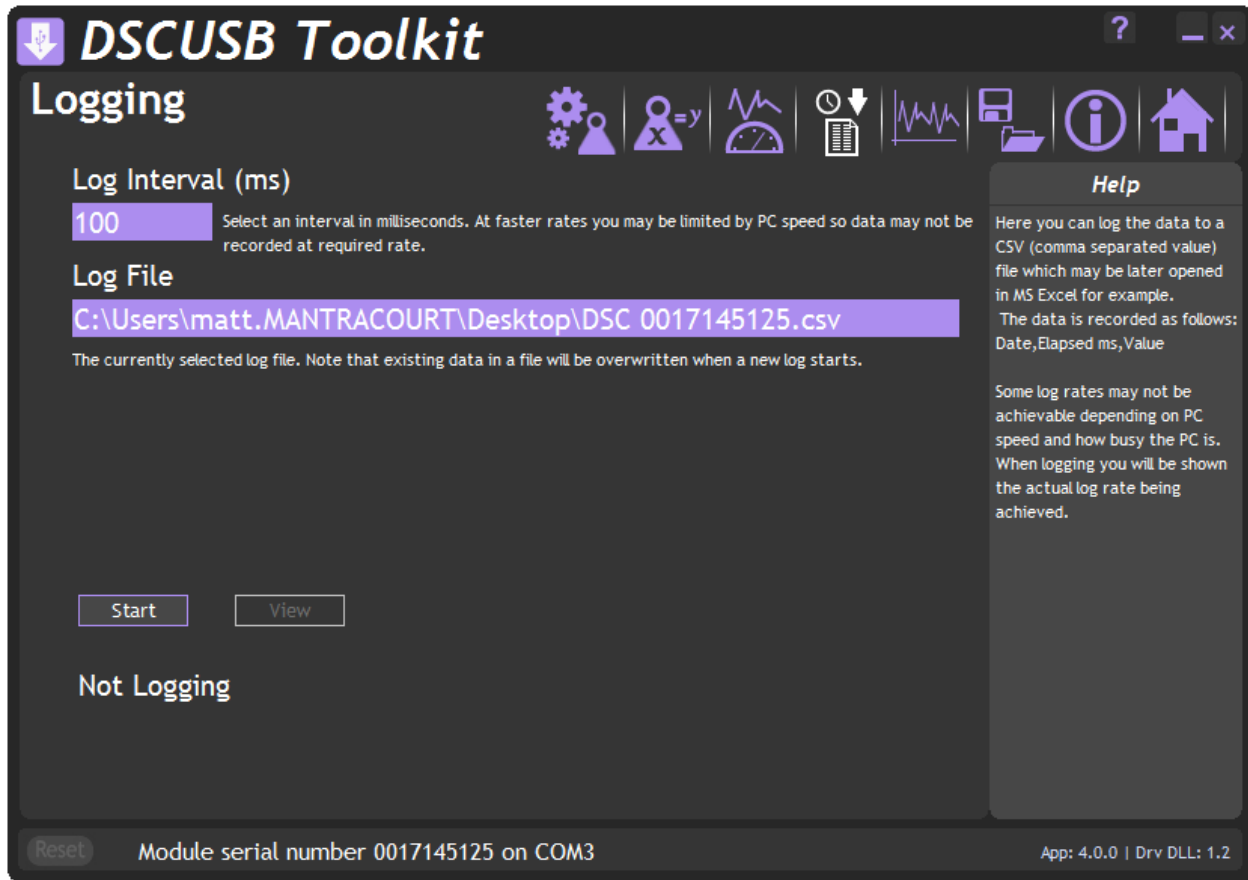 DSCUSB Toolkit
?
Logging
x
=y
Log Interval (ms)
100
Select an interval in milliseconds. At faster rates you may be limited by PC speed so data may not be
recorded at required rate.
Log File
C:\Users\matt.MANTRACOURT\Desktop\DSC 0017145125.csv
The currently selected log file. Note that existing data in a file will be overwritten when a new log starts.
Start
View
Not Logging
Help
Here you can log the data to a
CSV (comma separated value)
file which may be later opened
in MS Excel for example.
The data is recorded as follows:
Date,Elapsed ms,Value
Some log rates may not be
achievable depending on PC
speed and how busy the PC is.
When logging you will be shown
the actual log rate being
achieved.
Reset
Module serial number 0017145125 on COM3
App: 4.0.0 | Drv DLL: 1.2